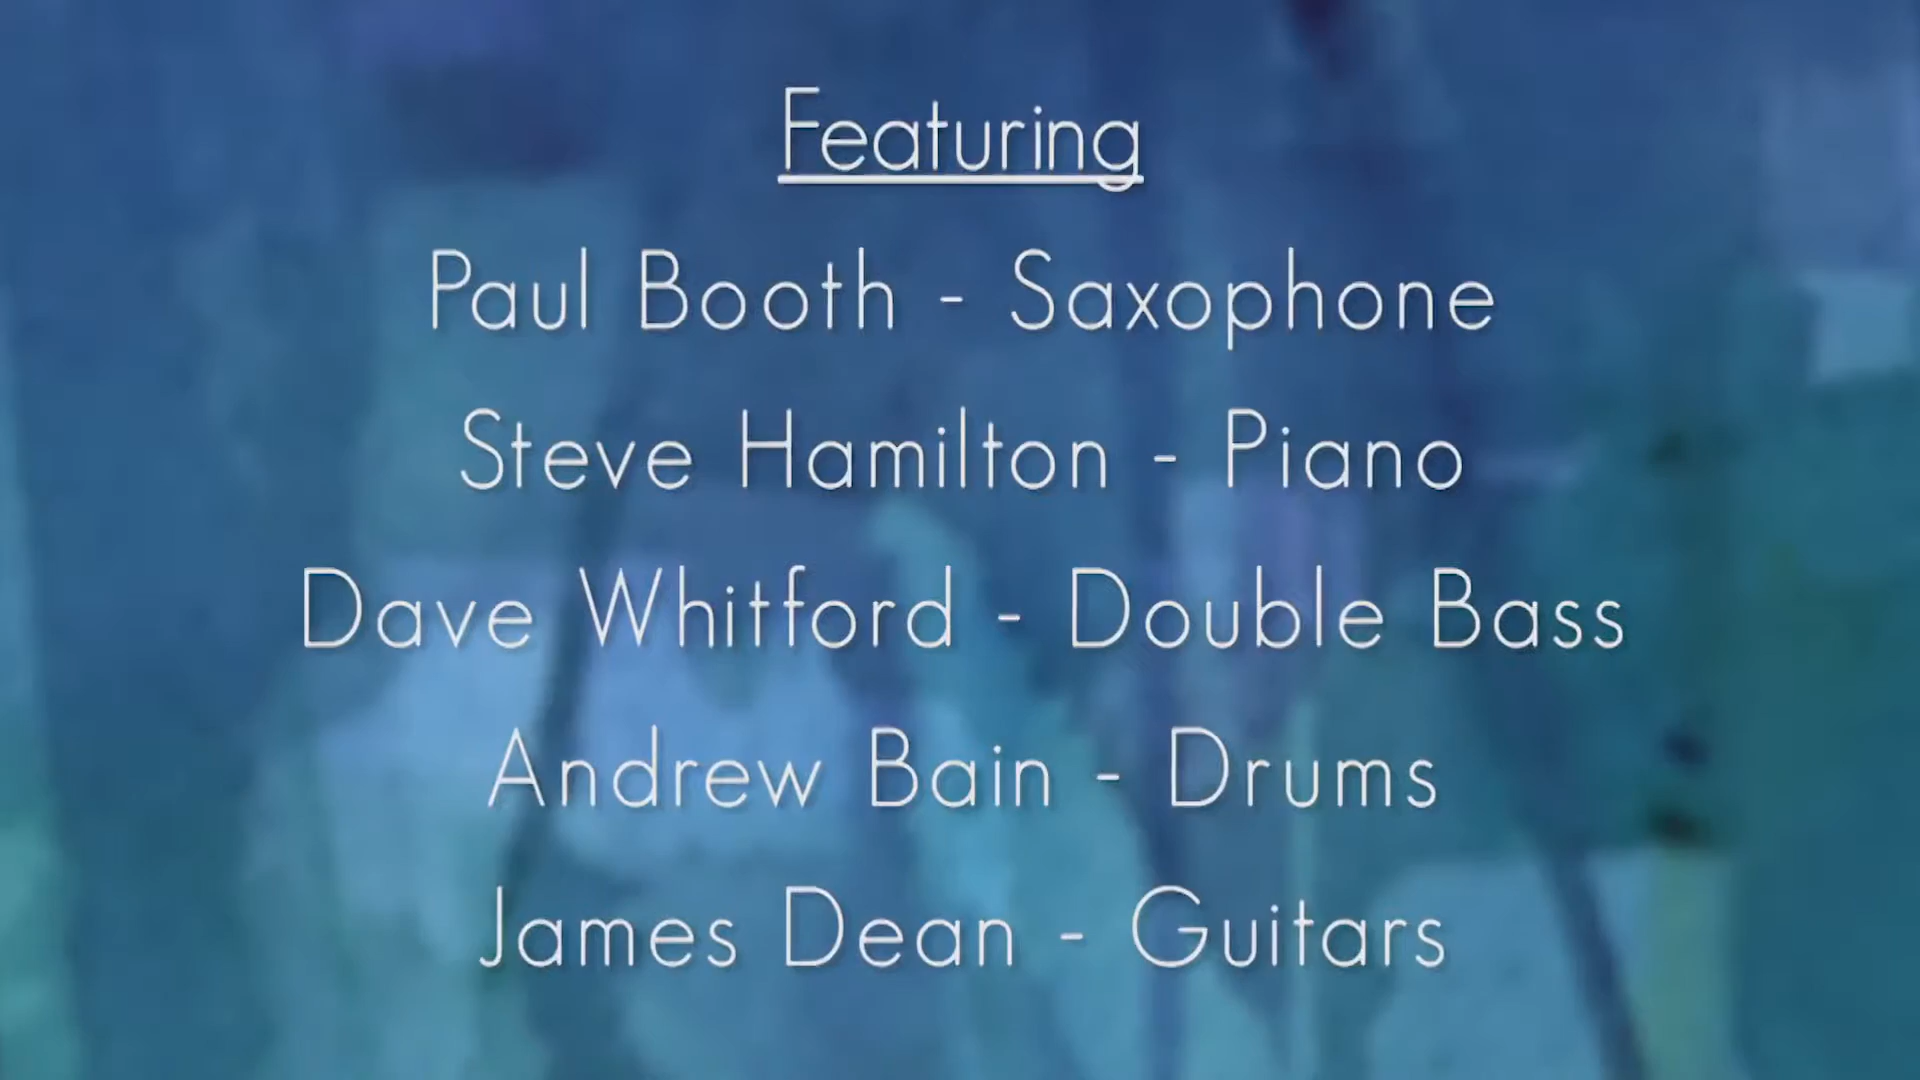 Featuring
Paul Booth - Saxophone
Steve Hamilton - Piano
Dave Whitford - Double Bass
Andrew Bain - Drums
James Dean - Guitars